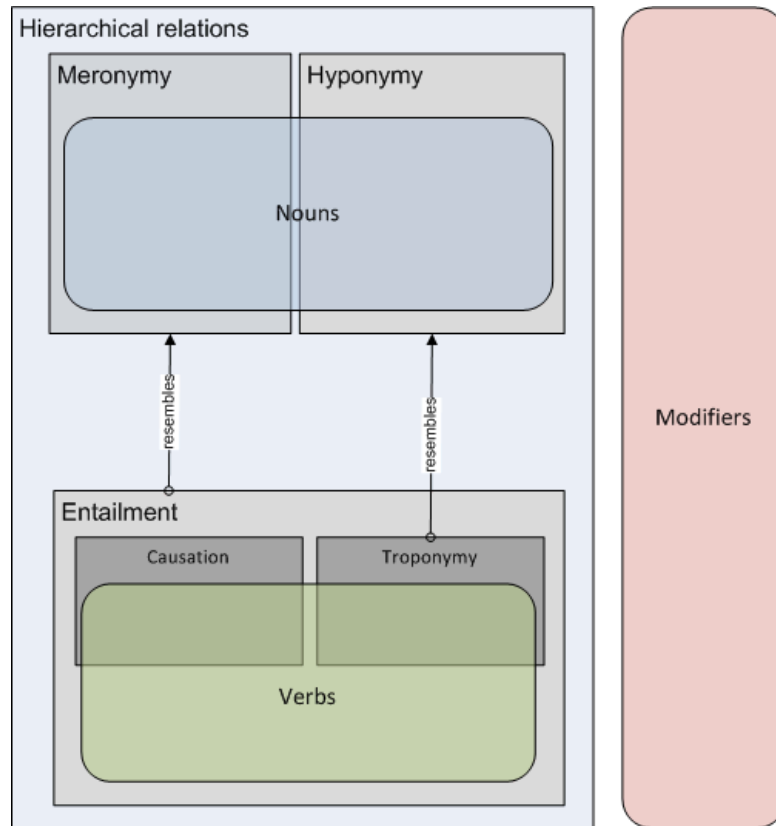 Hierarchical relations
Meronymy
Hyponymy
Nouns
resembles
resembles
Modifiers
Entailment
Causation
Troponymy
Verbs